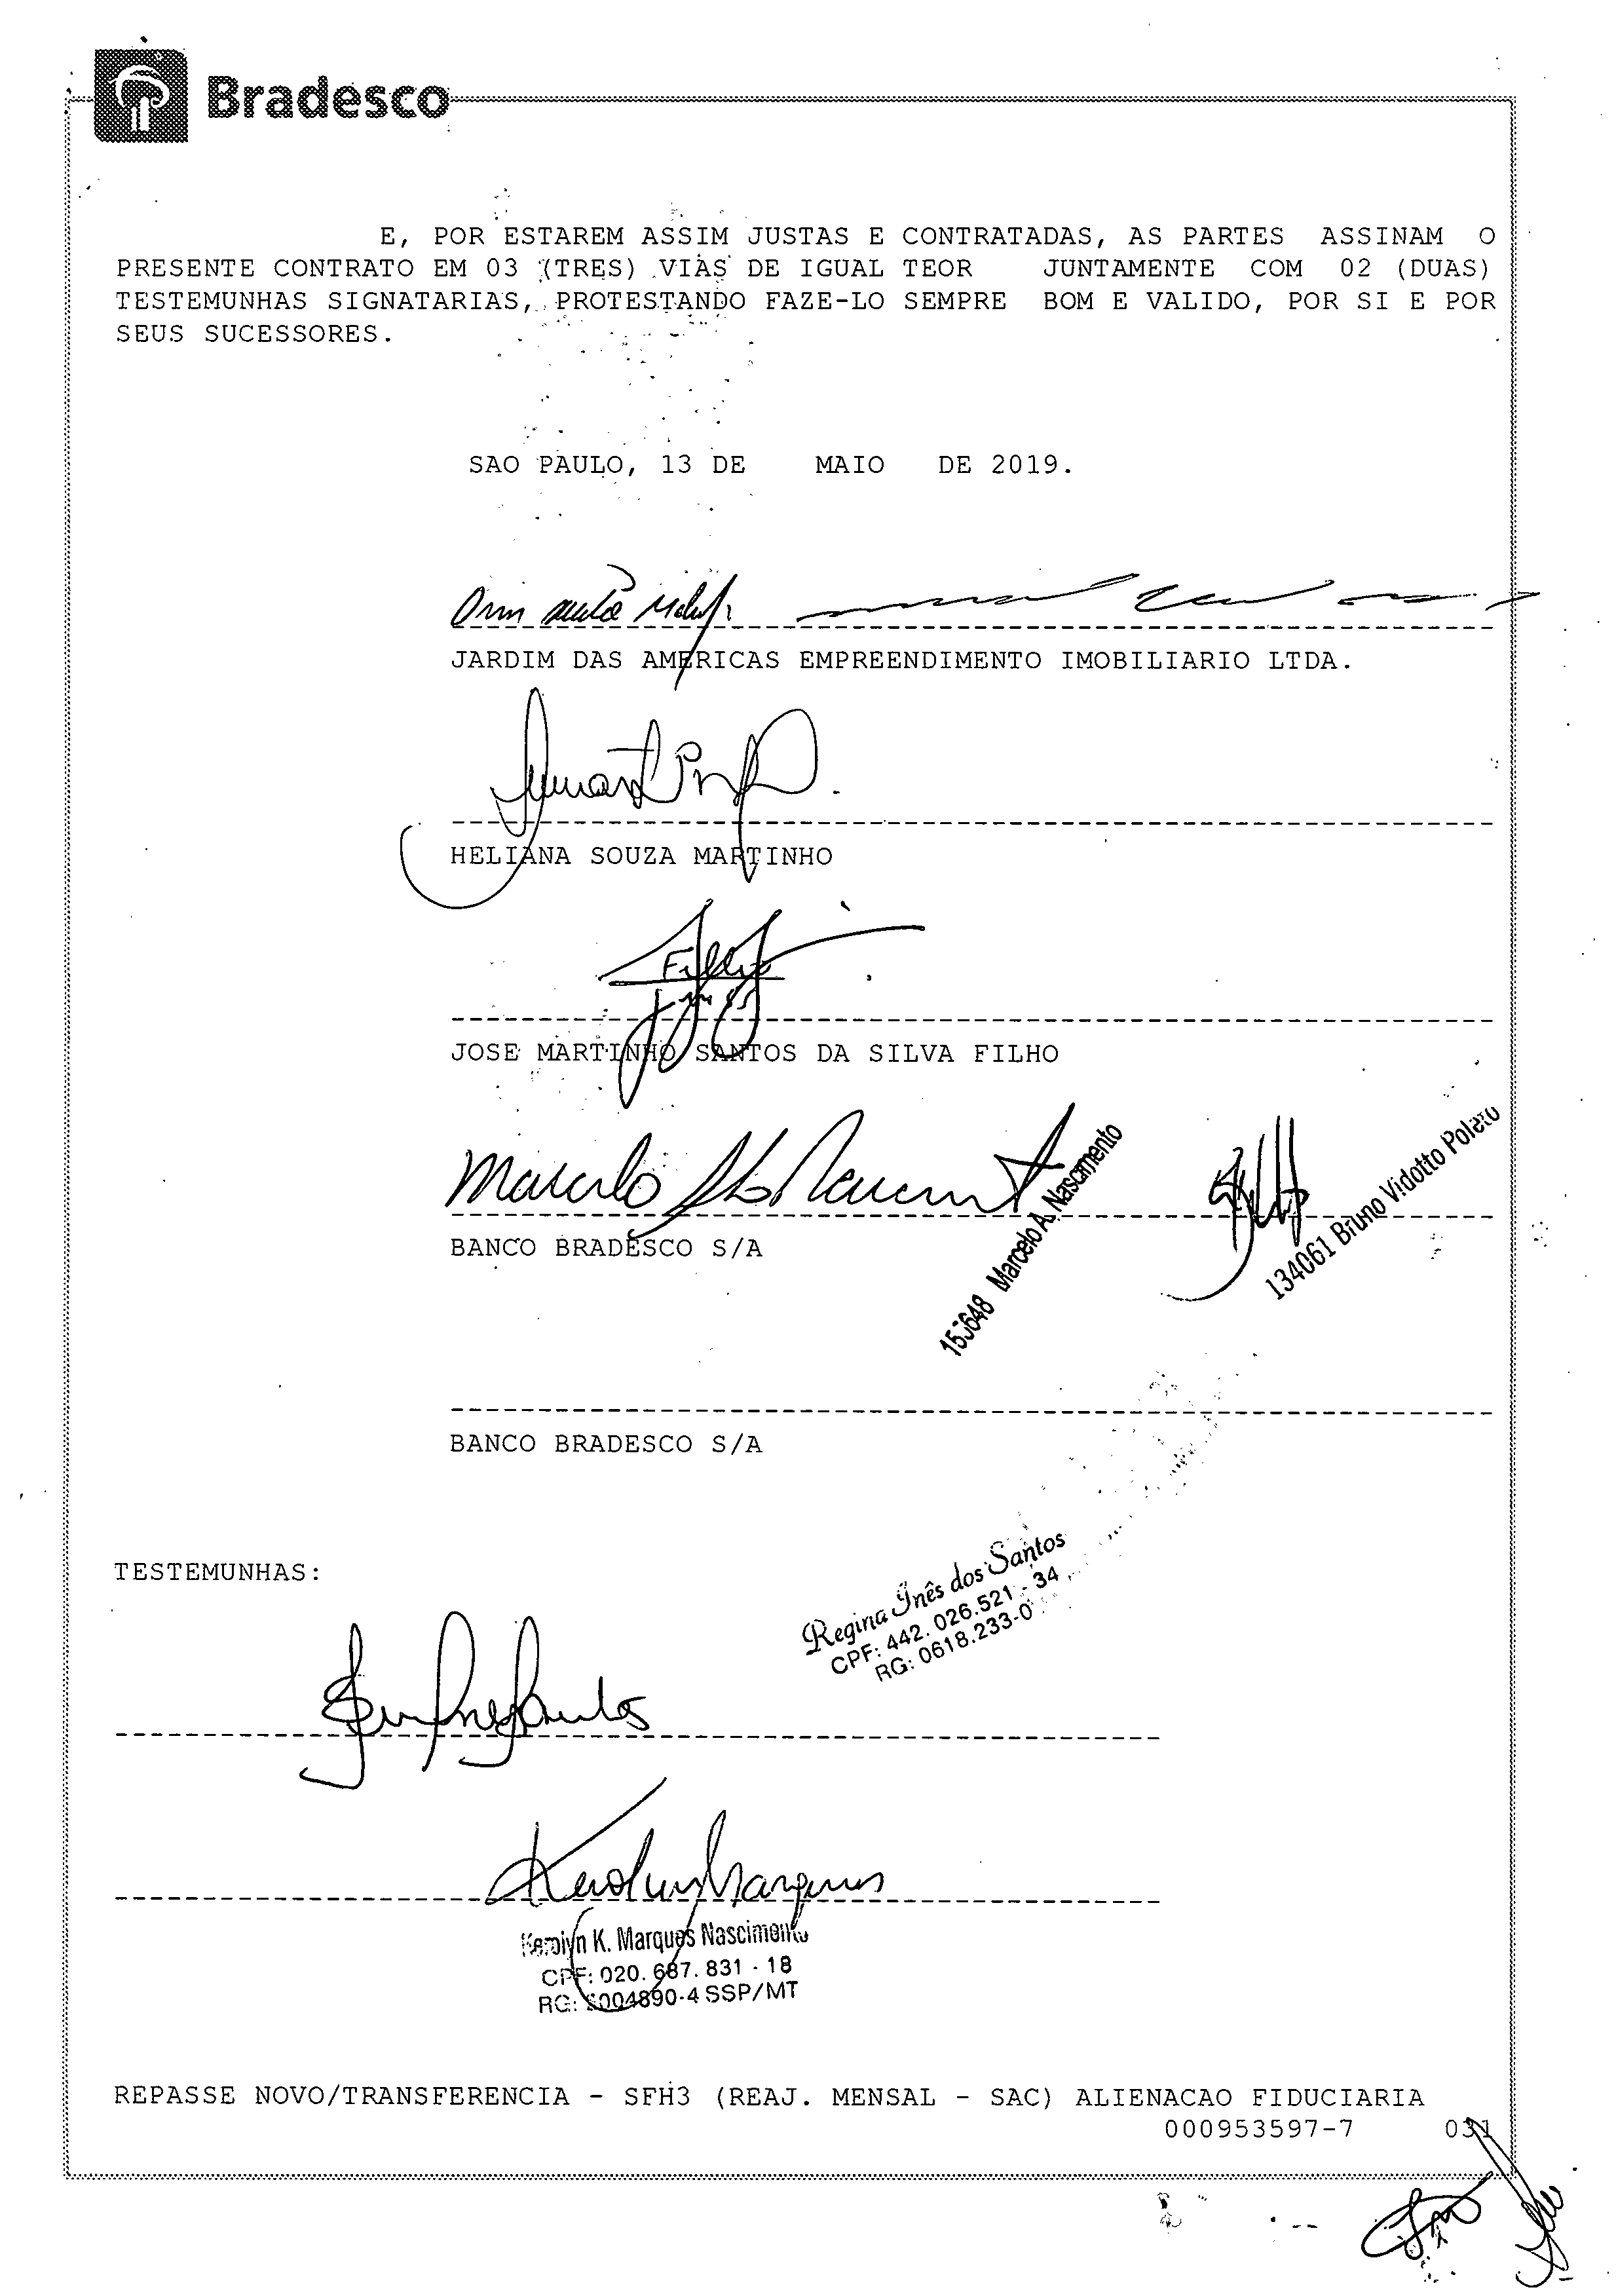 Bradesco
E, POR ESTAREM ASSIM JUSTAS E CONTRATADAS, AS PARTES ASSINAM O
PRESENTE CONTRATO EM 03 (TRES) VIAS DE IGUAL TEOR JUNTAMENTE COM 02 (DUAS)
TESTEMUNHAS SIGNATARIAS, PROTESTANDO FAZE-LO SEMPRE BOM E VALIDO, POR SI E POR
SEUS SUCESSORES.
SAO PAULO, 13 DE MAIO DE 2019.
JARDIM DAS AMERICAS EMPREENDIMENTO IMOBILIARIO LTDA.
HELIANA SOUZA MARTINHO
Filho
JOSE MARTINHO SANTOS DA SILVA FILHO
Marcelo
Marcelo A. Nascimento
134061 Bruno Vidotto Poleto
BANCO BRADESCO S/A
BANCO BRADESCO S/A
TESTEMUNHAS:
Regina Inês dos Santos
CPF: 442.026.521-34
RG: 0618.233-0
Kerolyn Marques
K. Marques Nascimento
CPF: 020.687.831-18
RG: 004890-4 SSP/MT
REPASSE NOVO/TRANSFERENCIA - SFH3 (REAJ. MENSAL - SAC) ALIENACAO FIDUCIARIA
000953597-7 031